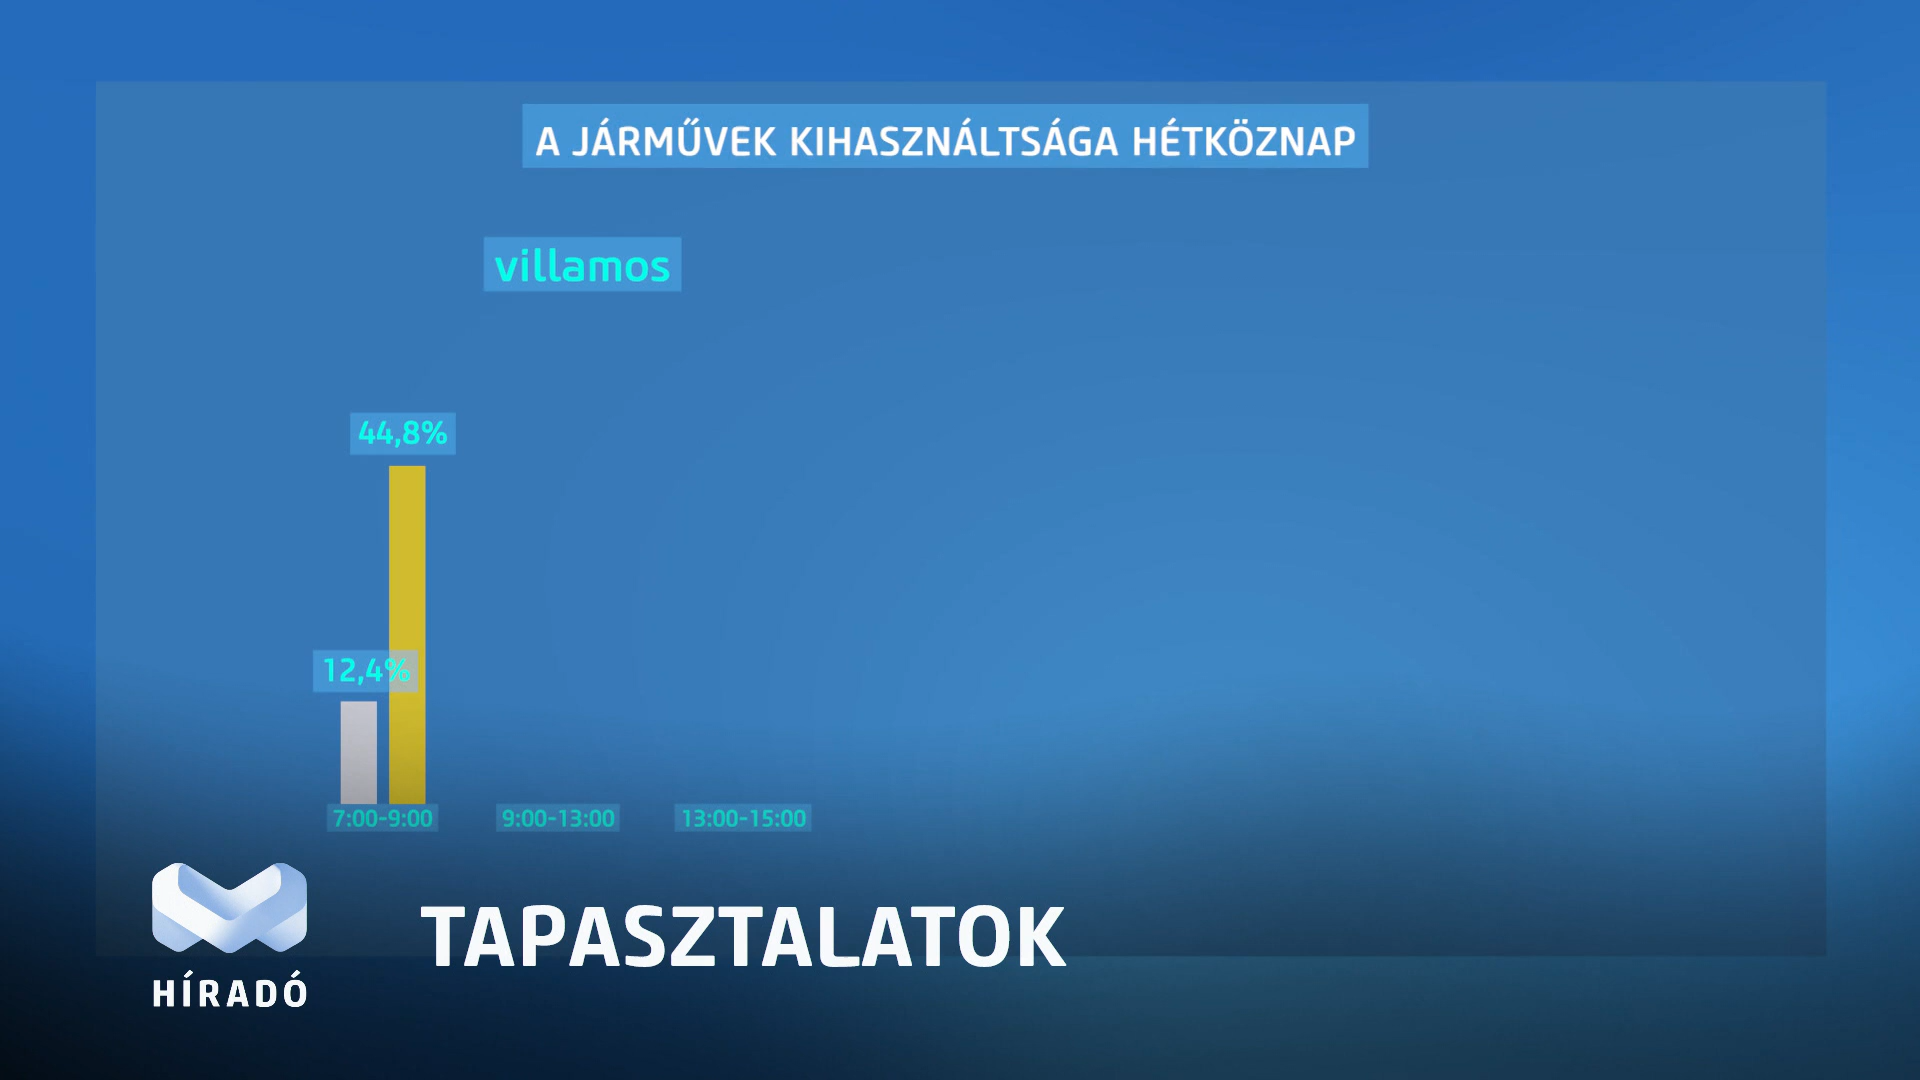 A JÁRMŰVEK KIHASZNÁLTSÁGA HÉTKÖZNAP
villamos
44,8%
12,4%
7:00-9:00 9:00-13:00 13:00-15:00
TAPASZTALATOK
HÍRADÓ